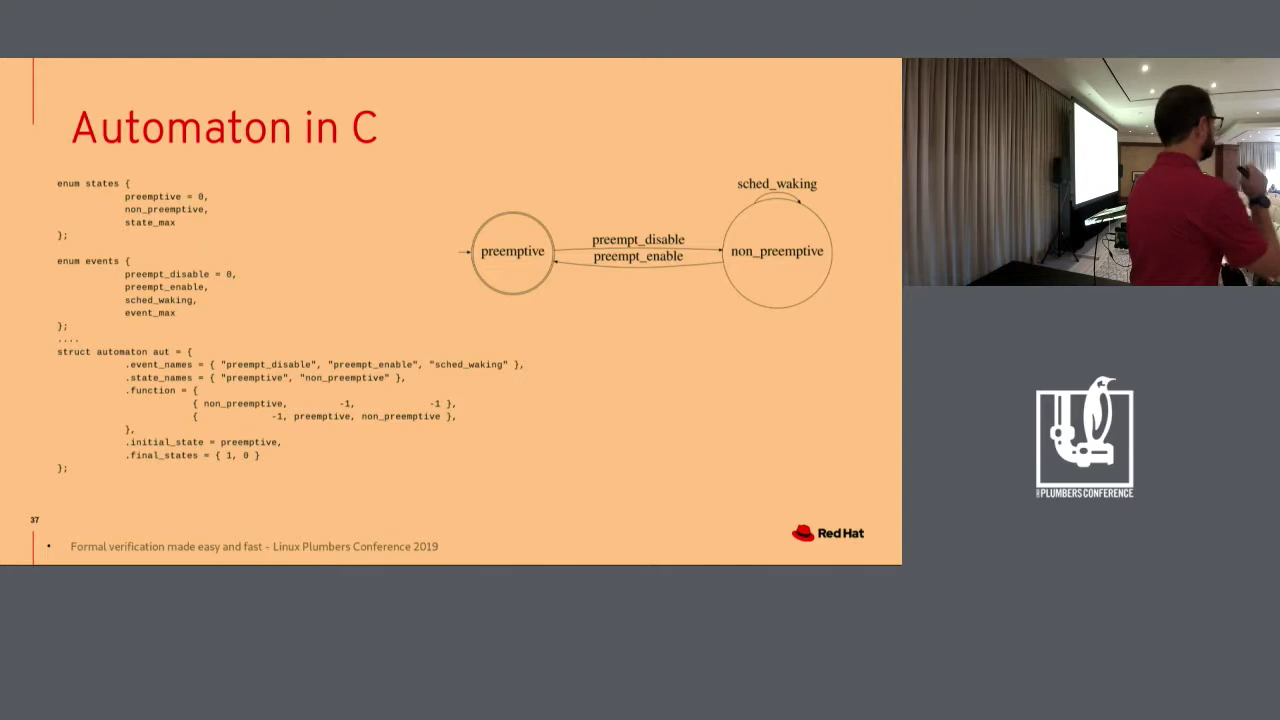 Automaton in C
enum states {
preemptive = 0,
non_preemptive,
state_max
};
enum events {
preempt_disable = 0,
preempt_enable,
sched_waking,
event_max
};
....
struct automaton aut = {
.event_names = { "preempt_disable", "preempt_enable", "sched_waking" },
.state_names = { "preemptive", "non_preemptive" },
.function = {
{ non_preemptive, -1, -1 },
{ -1, preemptive, non_preemptive },
},
.initial_state = preemptive,
.final_states = { 1, 0 }
};
sched_waking
preemptive
preempt_disable
preempt_enable
non_preemptive
37
• Formal verification made easy and fast - Linux Plumbers Conference 2019
Red Hat
PLUMBERS CONFERENCE